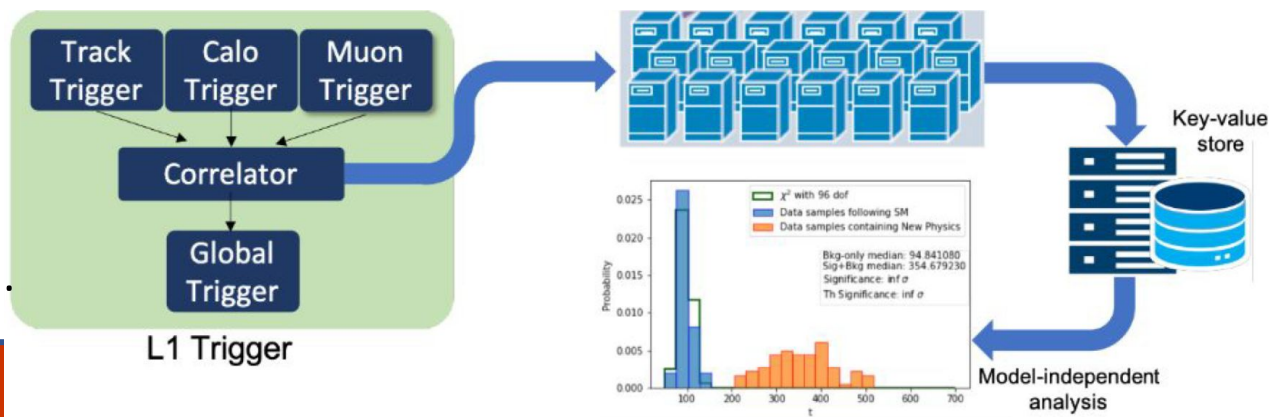 Track
Trigger
Calo
Trigger
Muon
Trigger
Correlator
Global
Trigger
L1 Trigger
Key-value
store
χ² with 96 dof
Data samples following SM
Data samples containing New Physics
Bkg-only median: 94.841080
Sig+Bkg median: 354.679230
Significance: inf σ
Th Significance: inf σ
Probability
0.025
0.020
0.015
0.010
0.005
0.000
100 200 300 400 500 600 700
t
Model-independent
analysis